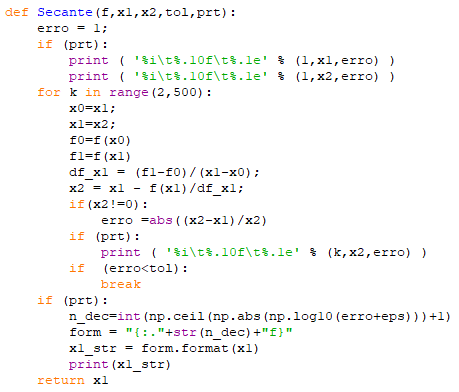 def Secante(f,x1,x2,tol,prt):
    erro = 1;
    if (prt):
        print ( '%i\t%.10f\t%.1e' % (1,x1,erro) )
        print ( '%i\t%.10f\t%.1e' % (1,x2,erro) )
    for k in range(2,500):
        x0=x1;
        x1=x2;
        f0=f(x0)
        f1=f(x1)
        df_x1 = (f1-f0)/(x1-x0);
        x2 = x1 - f(x1)/df_x1;
        if(x2!=0):
            erro =abs((x2-x1)/x2)
        if (prt):
            print ( '%i\t%.10f\t%.1e' % (k,x2,erro) )
        if  (erro<tol):
            break
    if (prt):
        n_dec=int(np.ceil(np.abs(np.log10(erro+eps)))+1)
        form = "{:."+str(n_dec)+"f}"
        x1_str = form.format(x1)
        print(x1_str)
    return x1